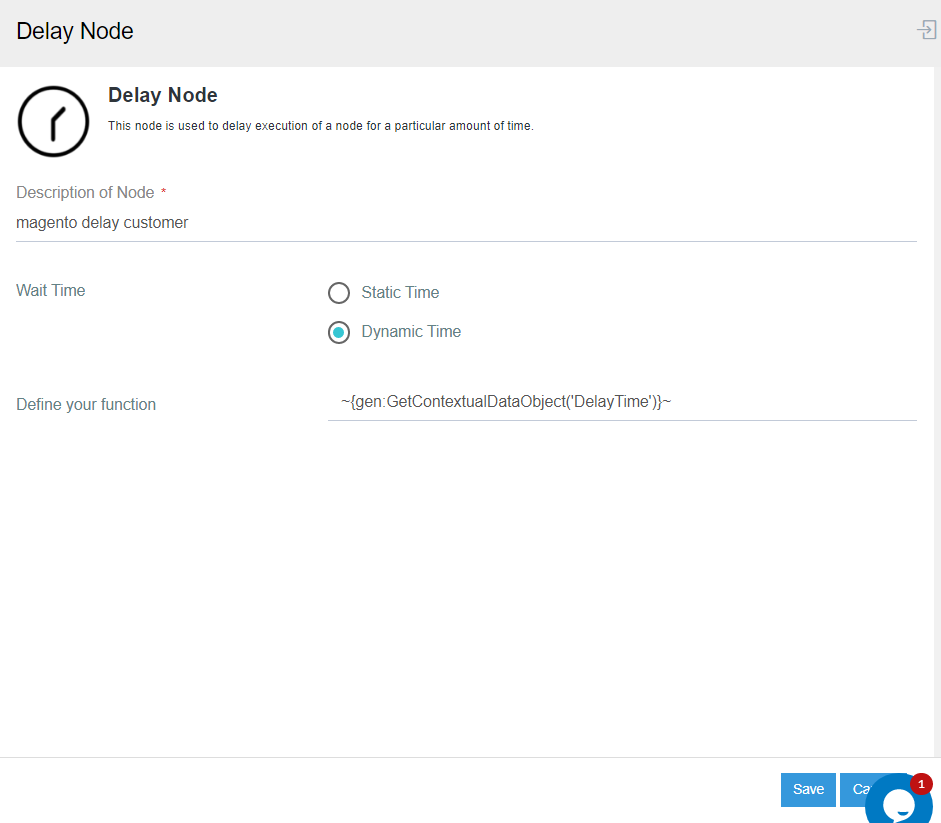 Delay Node
Delay Node
This node is used to delay execution of a node for a particular amount of time.
Description of Node *
magento delay customer
Wait Time
Static Time
Dynamic Time
Define your function
~{gen:GetContextualDataObject('DelayTime')}~
Save
1